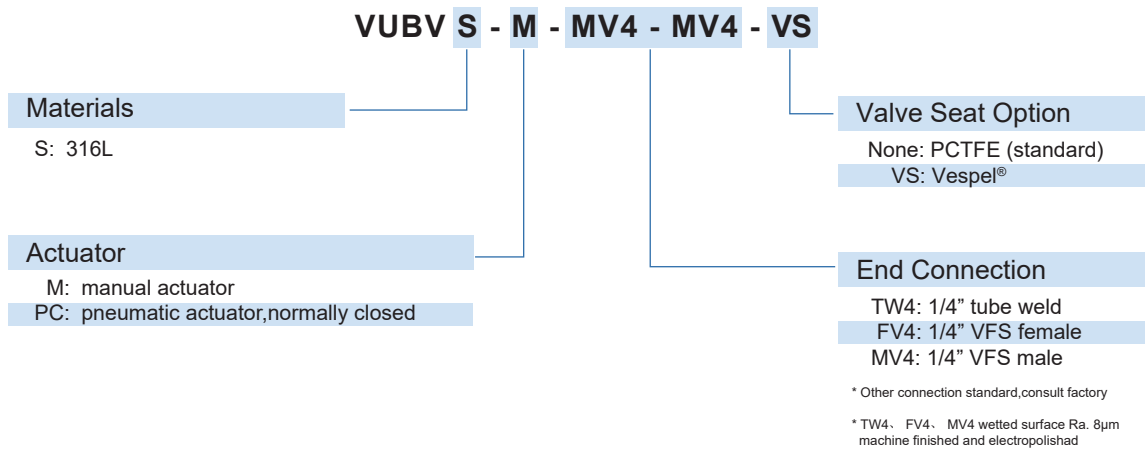 VUBV S - M - MV4 - MV4 - VS
Materials
S: 316L
Actuator
M: manual actuator
PC: pneumatic actuator,normally closed
Valve Seat Option
None: PCTFE (standard)
VS: Vespel®
End Connection
TW4: 1/4” tube weld
FV4: 1/4” VFS female
MV4: 1/4” VFS male
* Other connection standard,consult factory
* TW4、 FV4、 MV4 wetted surface Ra. 8μm
machine finished and electropolishad